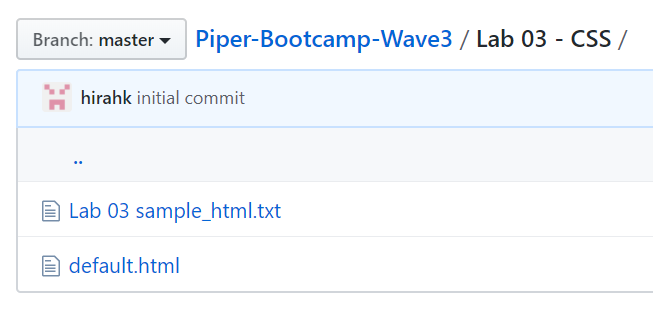 Branch: master Piper-Bootcamp-Wave3 / Lab 03 - CSS /
hirahk initial commit
..
Lab 03 sample_html.txt
default.html